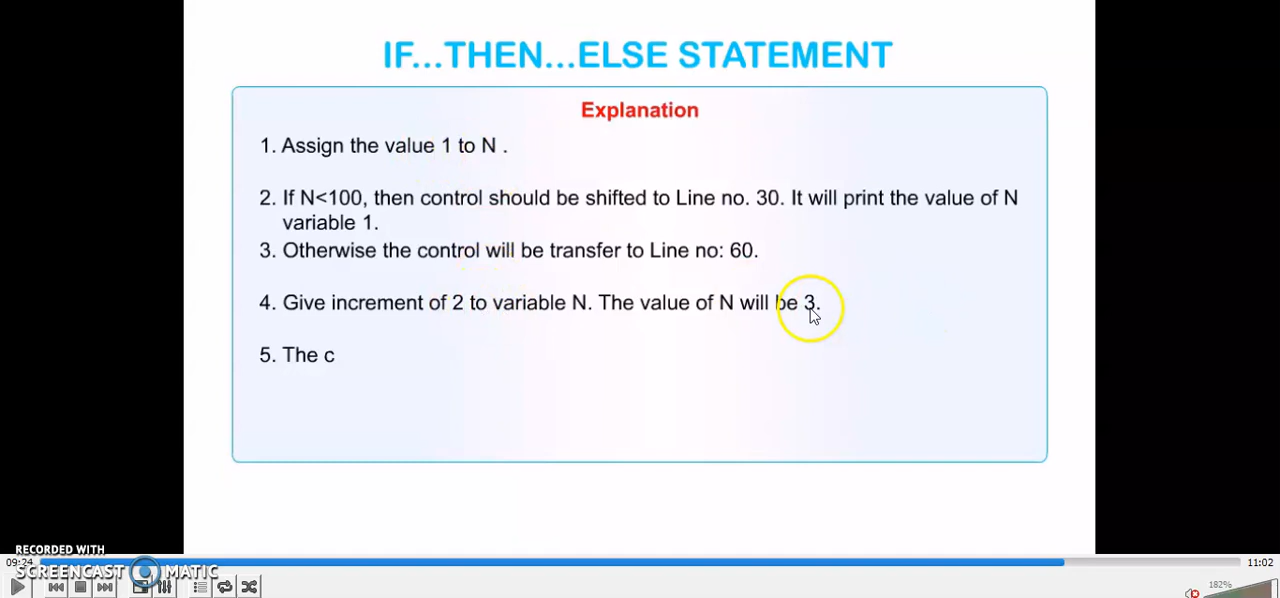 IF...THEN...ELSE STATEMENT
Explanation
1. Assign the value 1 to N .
2. If N<100, then control should be shifted to Line no. 30. It will print the value of N
variable 1.
3. Otherwise the control will be transfer to Line no: 60.
4. Give increment of 2 to variable N. The value of N will be 3.
5. The c
RECORDED WITH
SCREENCAST MATIC
09:24
11:02
182%